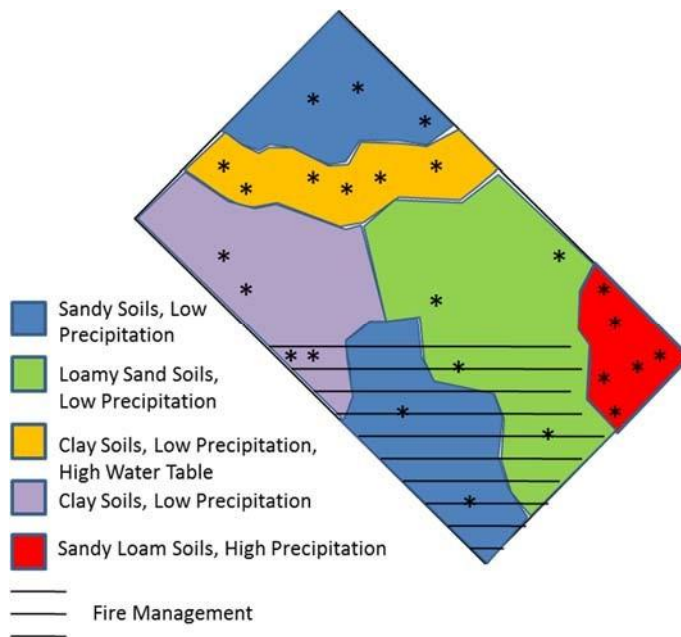 Sandy Soils, Low
Precipitation
Loamy Sand Soils,
Low Precipitation
Clay Soils, Low Precipitation,
High Water Table
Clay Soils, Low Precipitation
Sandy Loam Soils, High Precipitation
Fire Management